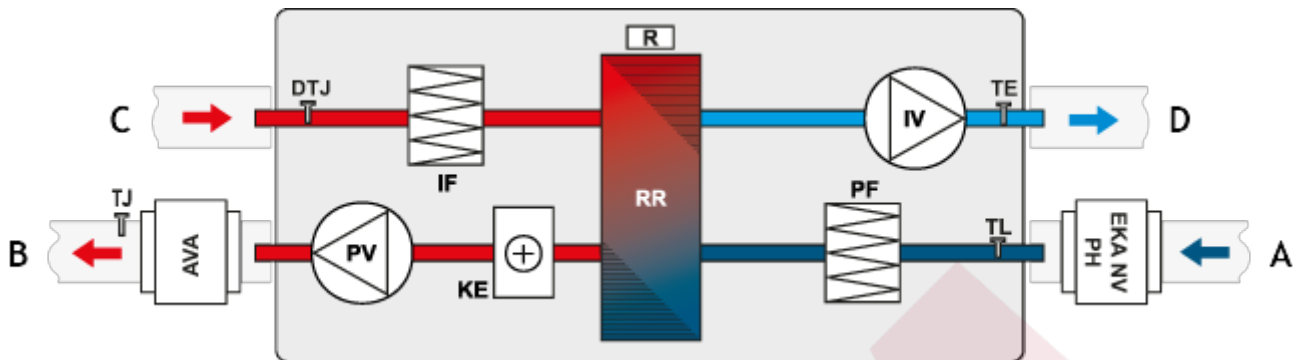 R
DTJ
TE
C
IV
D
IF
RR
PF
TJ
TL
B
AVA
PV
KE
EKA NV
PH
A